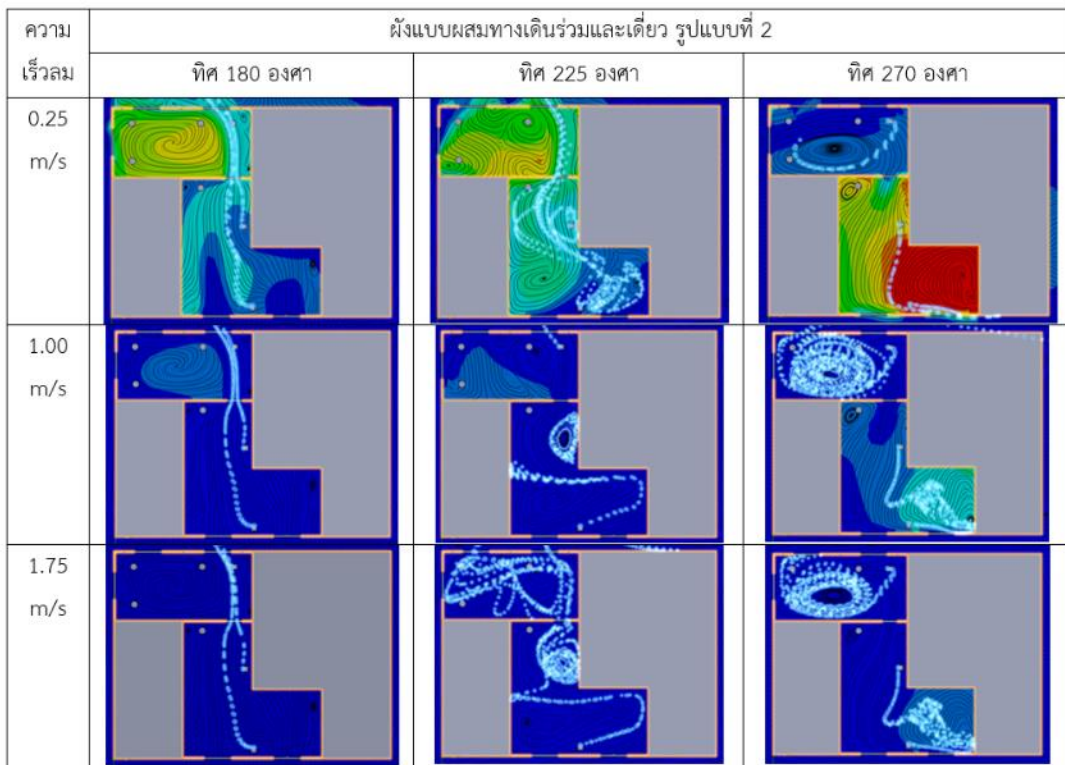 ความเร็วลม
ผังแบบผสมทางเดินร่วมและเดี่ยว รูปแบบที่ 2
ทิศ 180 องศา
ทิศ 225 องศา
ทิศ 270 องศา
0.25
m/s
1.00
m/s
1.75
m/s